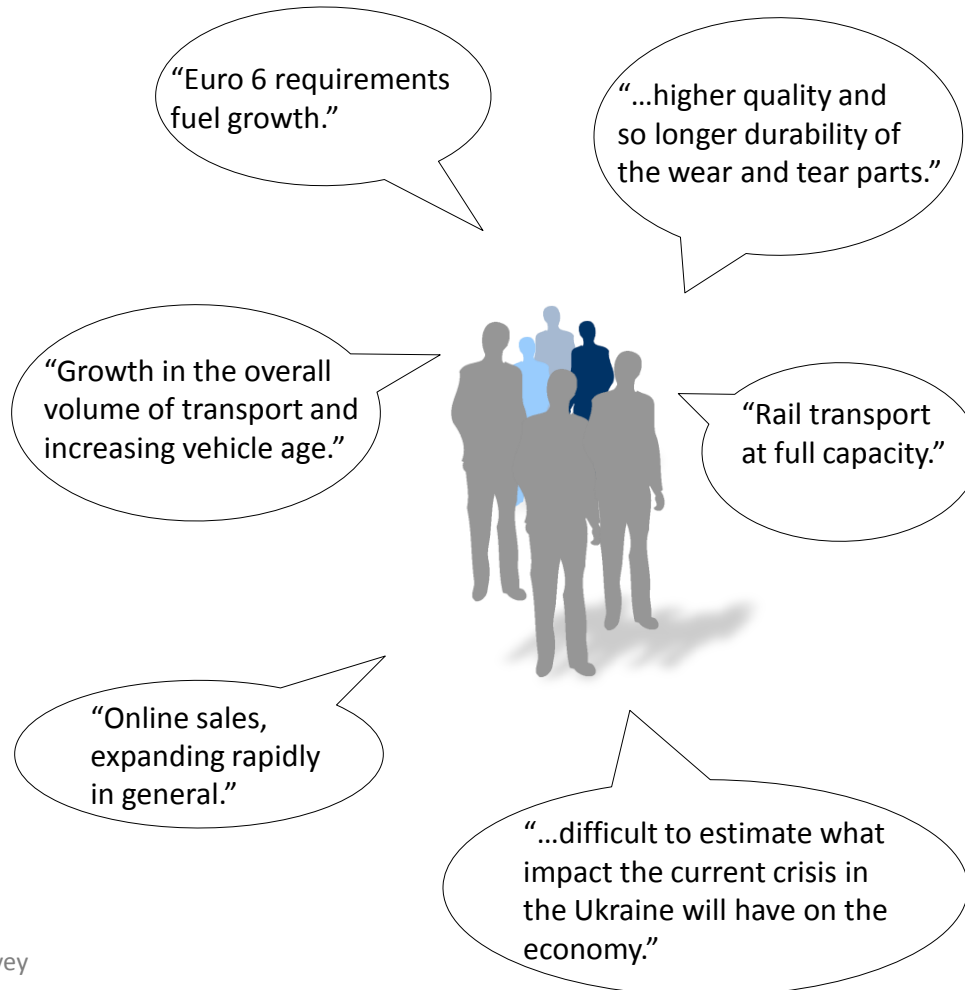 “Euro 6 requirements
fuel growth.”
“…higher quality and
so longer durability of
the wear and tear parts.”
“Growth in the overall
volume of transport and
increasing vehicle age.”
“Rail transport
at full capacity.”
“Online sales,
expanding rapidly
in general.”
“…difficult to estimate what
impact the current crisis in
the Ukraine will have on the
economy.”
vey